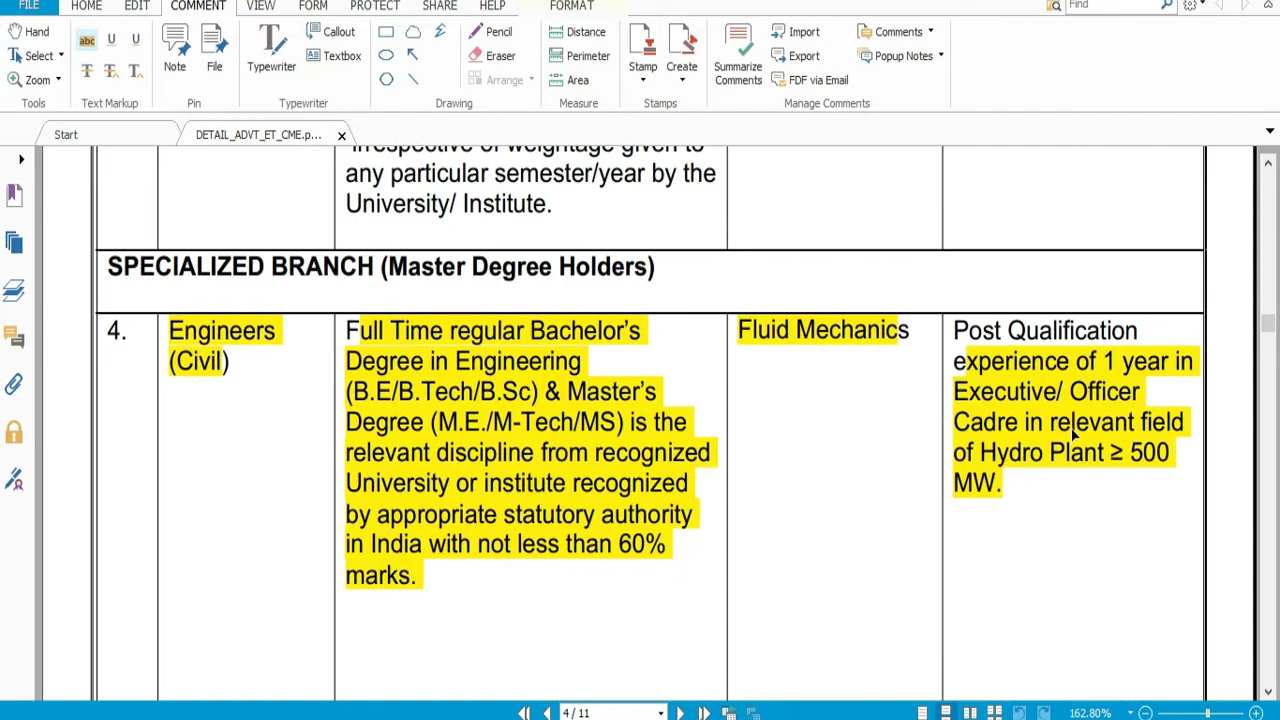 FILE HOME EDIT COMMENT VIEW FORM PROTECT SHARE HELP FORMAT Find
Hand abc U U Callout Pencil Distance Import Comments
Select Textbox Eraser Perimeter Export Popup Notes
Zoom T T T Note File Typewriter Arrange Area Stamp Create Summarize Comments FDF via Email
Tools Text Markup Pin Typewriter Drawing Measure Stamps Manage Comments
Start DETAIL_ADVT_ET_CME.p...
irrespective of weightage given to
any particular semester/year by the
University/ Institute.
SPECIALIZED BRANCH (Master Degree Holders)
4.
Engineers
(Civil)
Full Time regular Bachelor's
Degree in Engineering
(B.E/B.Tech/B.Sc) & Master's
Degree (M.E./M-Tech/MS) is the
relevant discipline from recognized
University or institute recognized
by appropriate statutory authority
in India with not less than 60%
marks.
Fluid Mechanics
Post Qualification
experience of 1 year in
Executive/ Officer
Cadre in relevant field
of Hydro Plant ≥ 500
MW.
4 / 11 162.80%